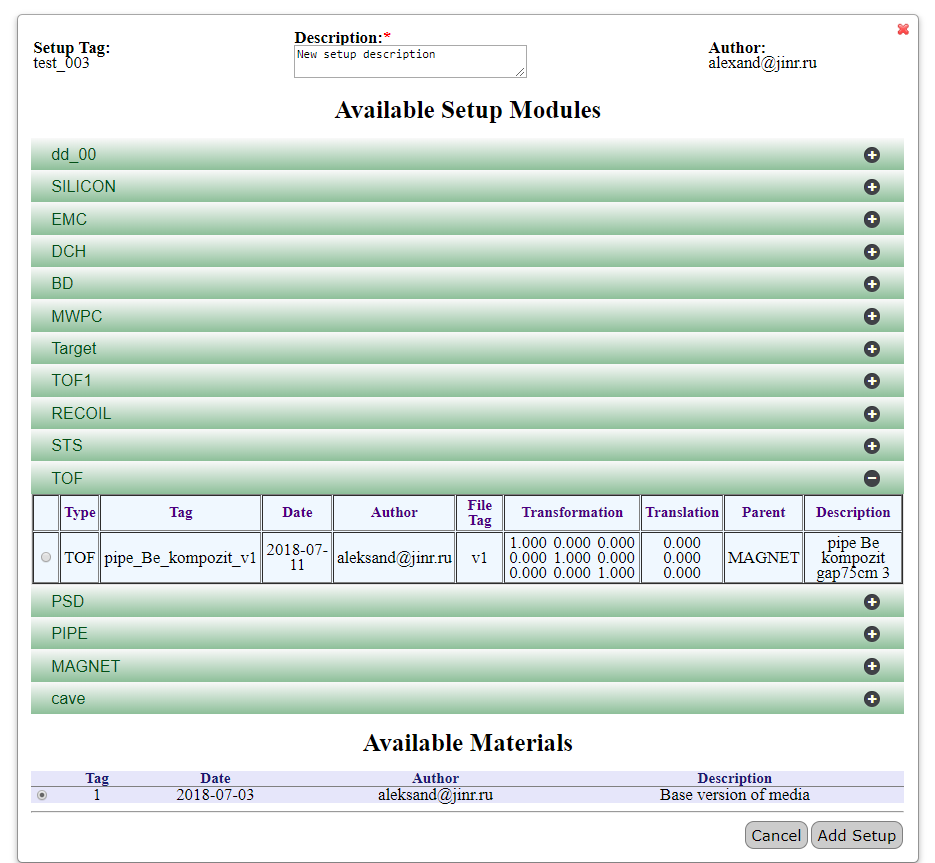 Setup Tag:
test_003
Description:*
New setup description
Author:
alexand@jinr.ru
Available Setup Modules
dd_00
SILICON
EMC
DCH
BD
MWPC
Target
TOF1
RECOIL
STS
TOF
Type Tag Date Author File Tag Transformation Translation Parent Description
TOF pipe_Be_kompozit_v1 2018-07-11 aleksand@jinr.ru v1 1.000 0.000 0.000 0.000 1.000 0.000 0.000 0.000 1.000 0.000 0.000 0.000 MAGNET pipe Be kompozit gap75cm 3
PSD
PIPE
MAGNET
cave
Available Materials
Tag Date Author Description
1 2018-07-03 aleksand@jinr.ru Base version of media
Cancel Add Setup